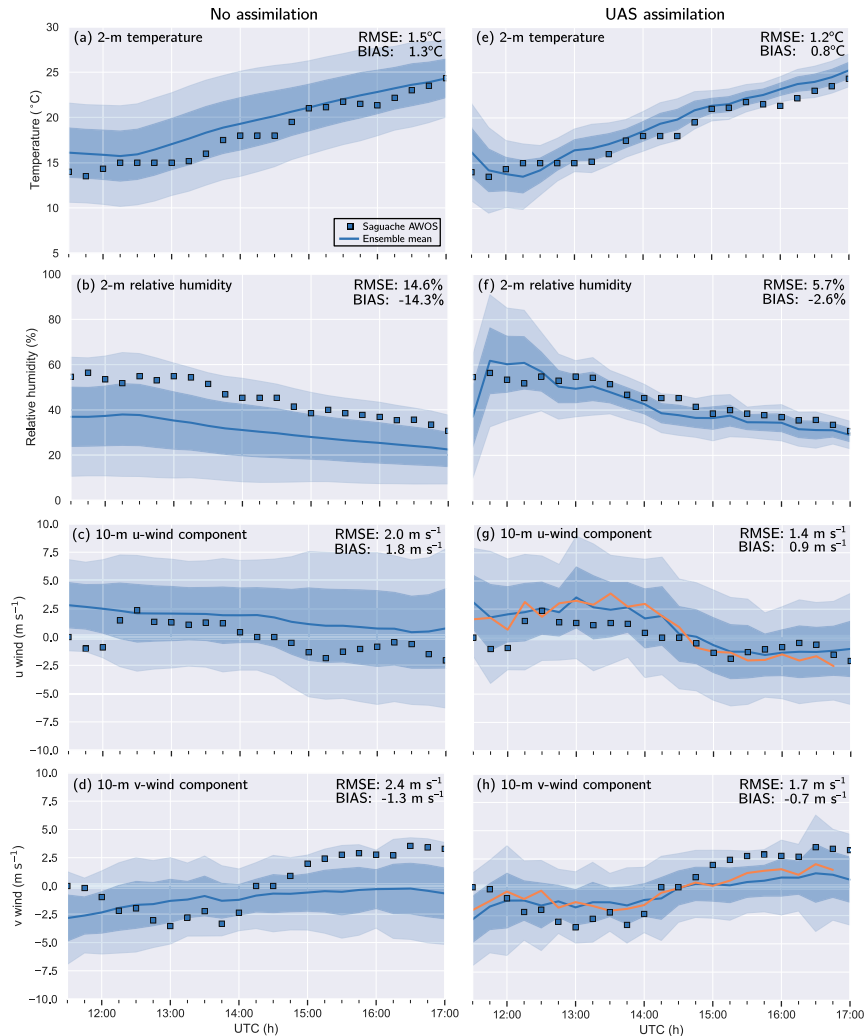 No assimilation
UAS assimilation
(a) 2-m temperature
RMSE: 1.5°C
BIAS: 1.3°C
30
25
20
15
10
5
Temperature (°C)
Saguache AWOS
Ensemble mean
(e) 2-m temperature
RMSE: 1.2°C
BIAS: 0.8°C
(b) 2-m relative humidity
RMSE: 14.6%
BIAS: -14.3%
100
80
60
40
20
0
Relative humidity (%)
(f) 2-m relative humidity
RMSE: 5.7%
BIAS: -2.6%
(c) 10-m u-wind component
RMSE: 2.0 m s⁻¹
BIAS: 1.8 m s⁻¹
10.0
7.5
5.0
2.5
0.0
−2.5
−5.0
−7.5
−10.0
u wind (m s⁻¹)
(g) 10-m u-wind component
RMSE: 1.4 m s⁻¹
BIAS: 0.9 m s⁻¹
(d) 10-m v-wind component
RMSE: 2.4 m s⁻¹
BIAS: -1.3 m s⁻¹
10.0
7.5
5.0
2.5
0.0
−2.5
−5.0
−7.5
−10.0
v wind (m s⁻¹)
12:00 13:00 14:00 15:00 16:00 17:00
UTC (h)
(h) 10-m v-wind component
RMSE: 1.7 m s⁻¹
BIAS: -0.7 m s⁻¹
12:00 13:00 14:00 15:00 16:00 17:00
UTC (h)